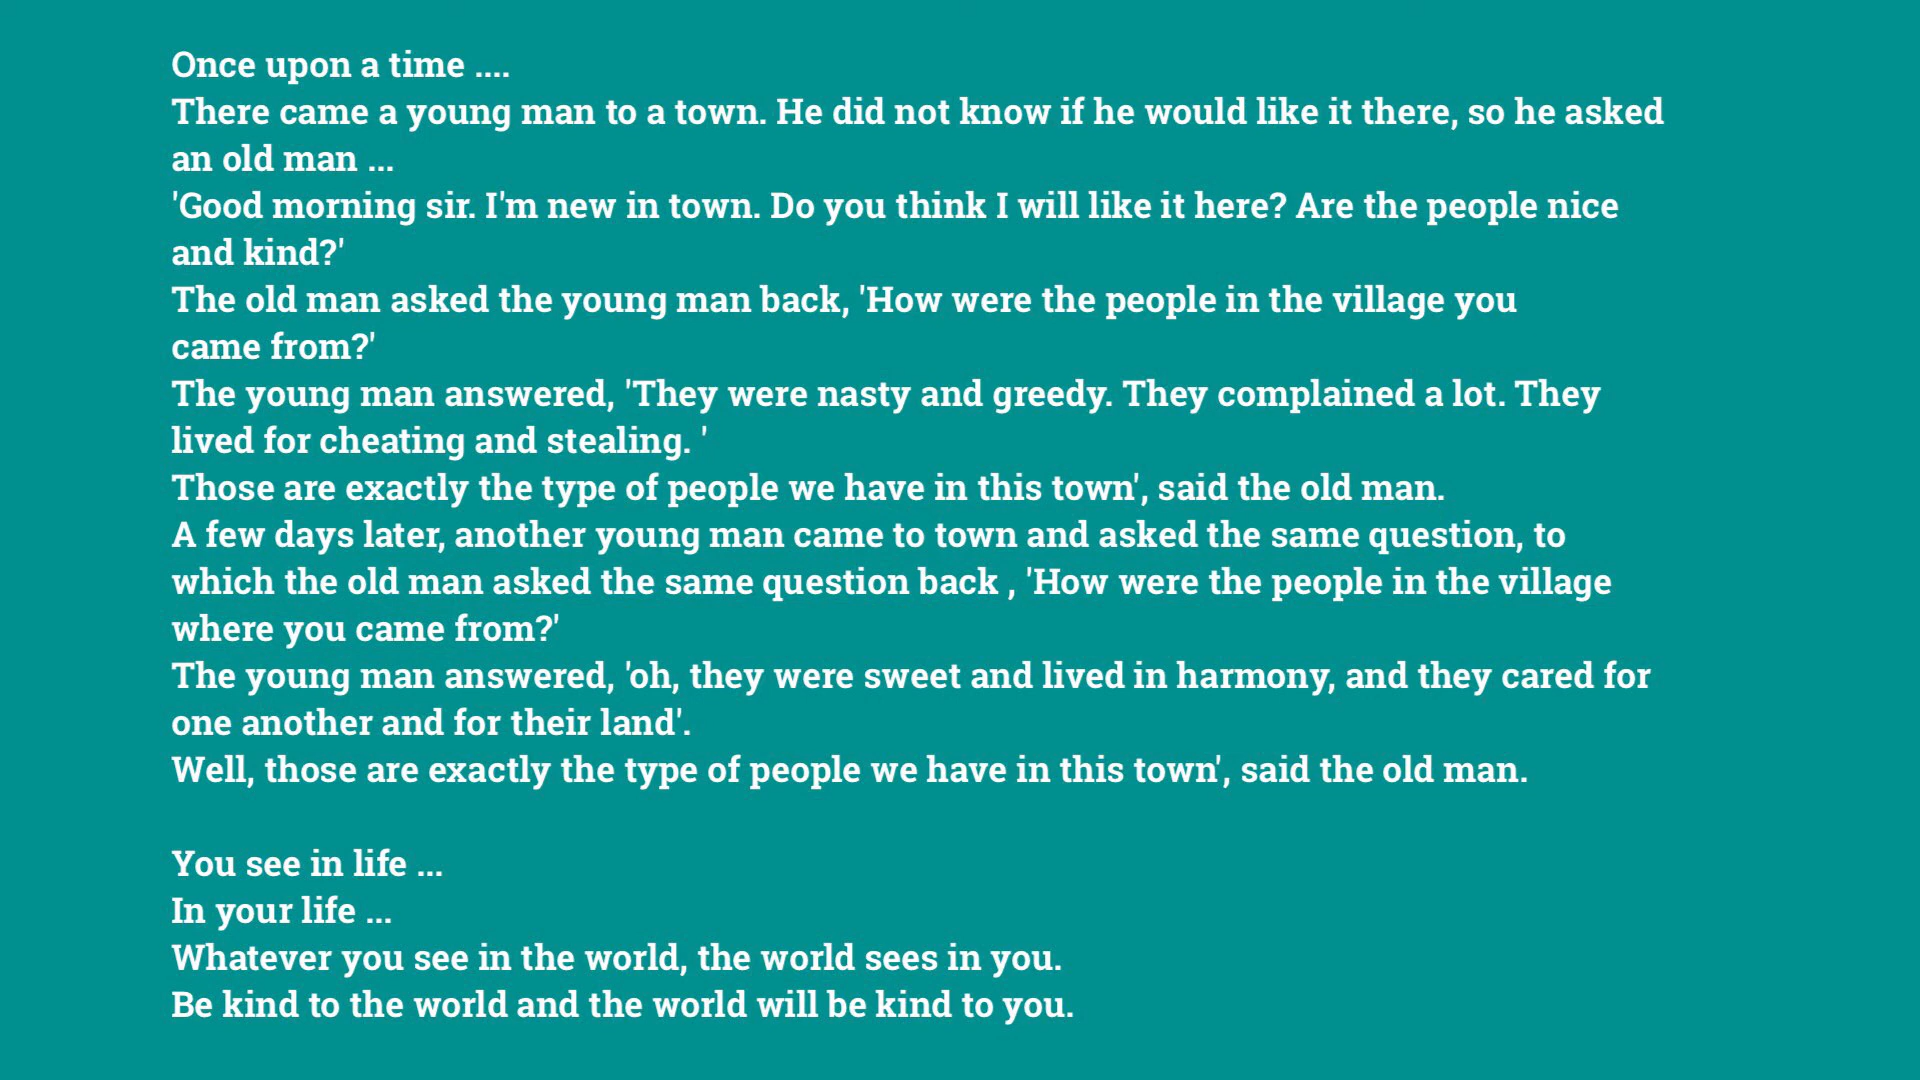 Once upon a time ....
There came a young man to a town. He did not know if he would like it there, so he asked
an old man ...
'Good morning sir. I'm new in town. Do you think I will like it here? Are the people nice
and kind?'
The old man asked the young man back, 'How were the people in the village you
came from?'
The young man answered, 'They were nasty and greedy. They complained a lot. They
lived for cheating and stealing. '
Those are exactly the type of people we have in this town', said the old man.
A few days later, another young man came to town and asked the same question, to
which the old man asked the same question back , 'How were the people in the village
where you came from?'
The young man answered, 'oh, they were sweet and lived in harmony, and they cared for
one another and for their land'.
Well, those are exactly the type of people we have in this town', said the old man.

You see in life ...
In your life ...
Whatever you see in the world, the world sees in you.
Be kind to the world and the world will be kind to you.